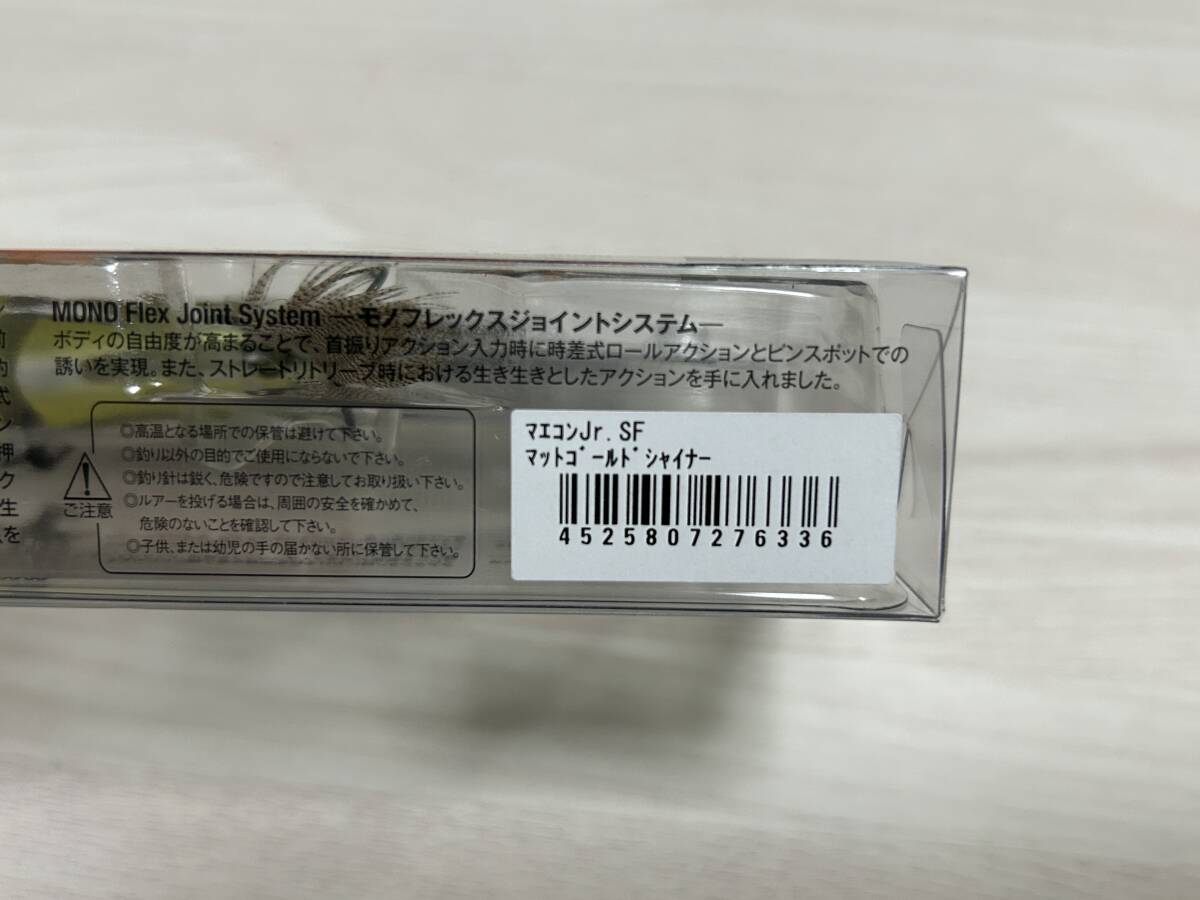 MONO Flex Joint System ―モノフレックスジョイントシステム―
ボディの自由度が高まることで、首振りアクション入力時に時差式ロールアクションとピンスポットでの
誘いを実現。また、ストレートリトリーブ時における生き生きとしたアクションを手に入れました。
ン
前
的
式
ン
押
ク
生
を
ご注意
◎高温となる場所での保管は避けて下さい。
◎釣り以外の目的でご使用にならないで下さい。
◎釣り針は鋭く、危険ですので注意してお取り扱い下さい。
◎ルアーを投げる場合は、周囲の安全を確かめて、
危険のないことを確認して下さい。
◎子供、または幼児の手の届かない所に保管して下さい。
マエコンJr.SF
マットゴールドシャイナー
4525807276336